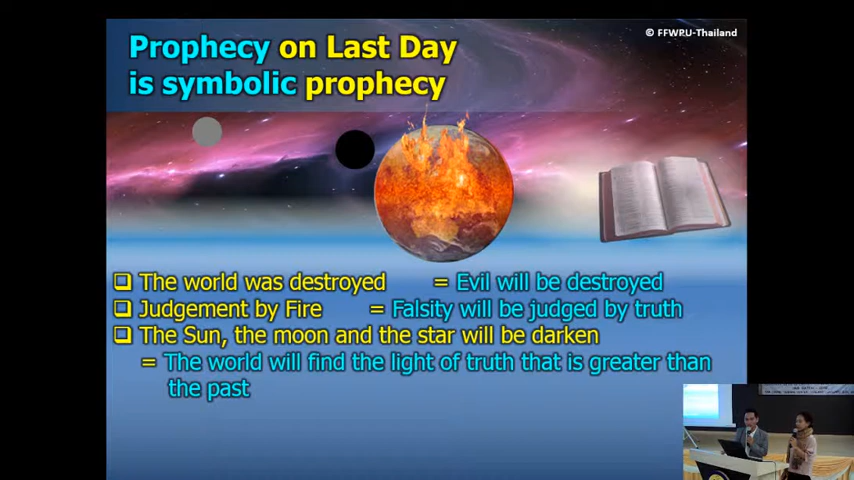 © FFWPU-Thailand
Prophecy on Last Day
is symbolic prophecy
❑ The world was destroyed = Evil will be destroyed
❑ Judgement by Fire = Falsity will be judged by truth
❑ The Sun, the moon and the star will be darken
= The world will find the light of truth that is greater than
the past